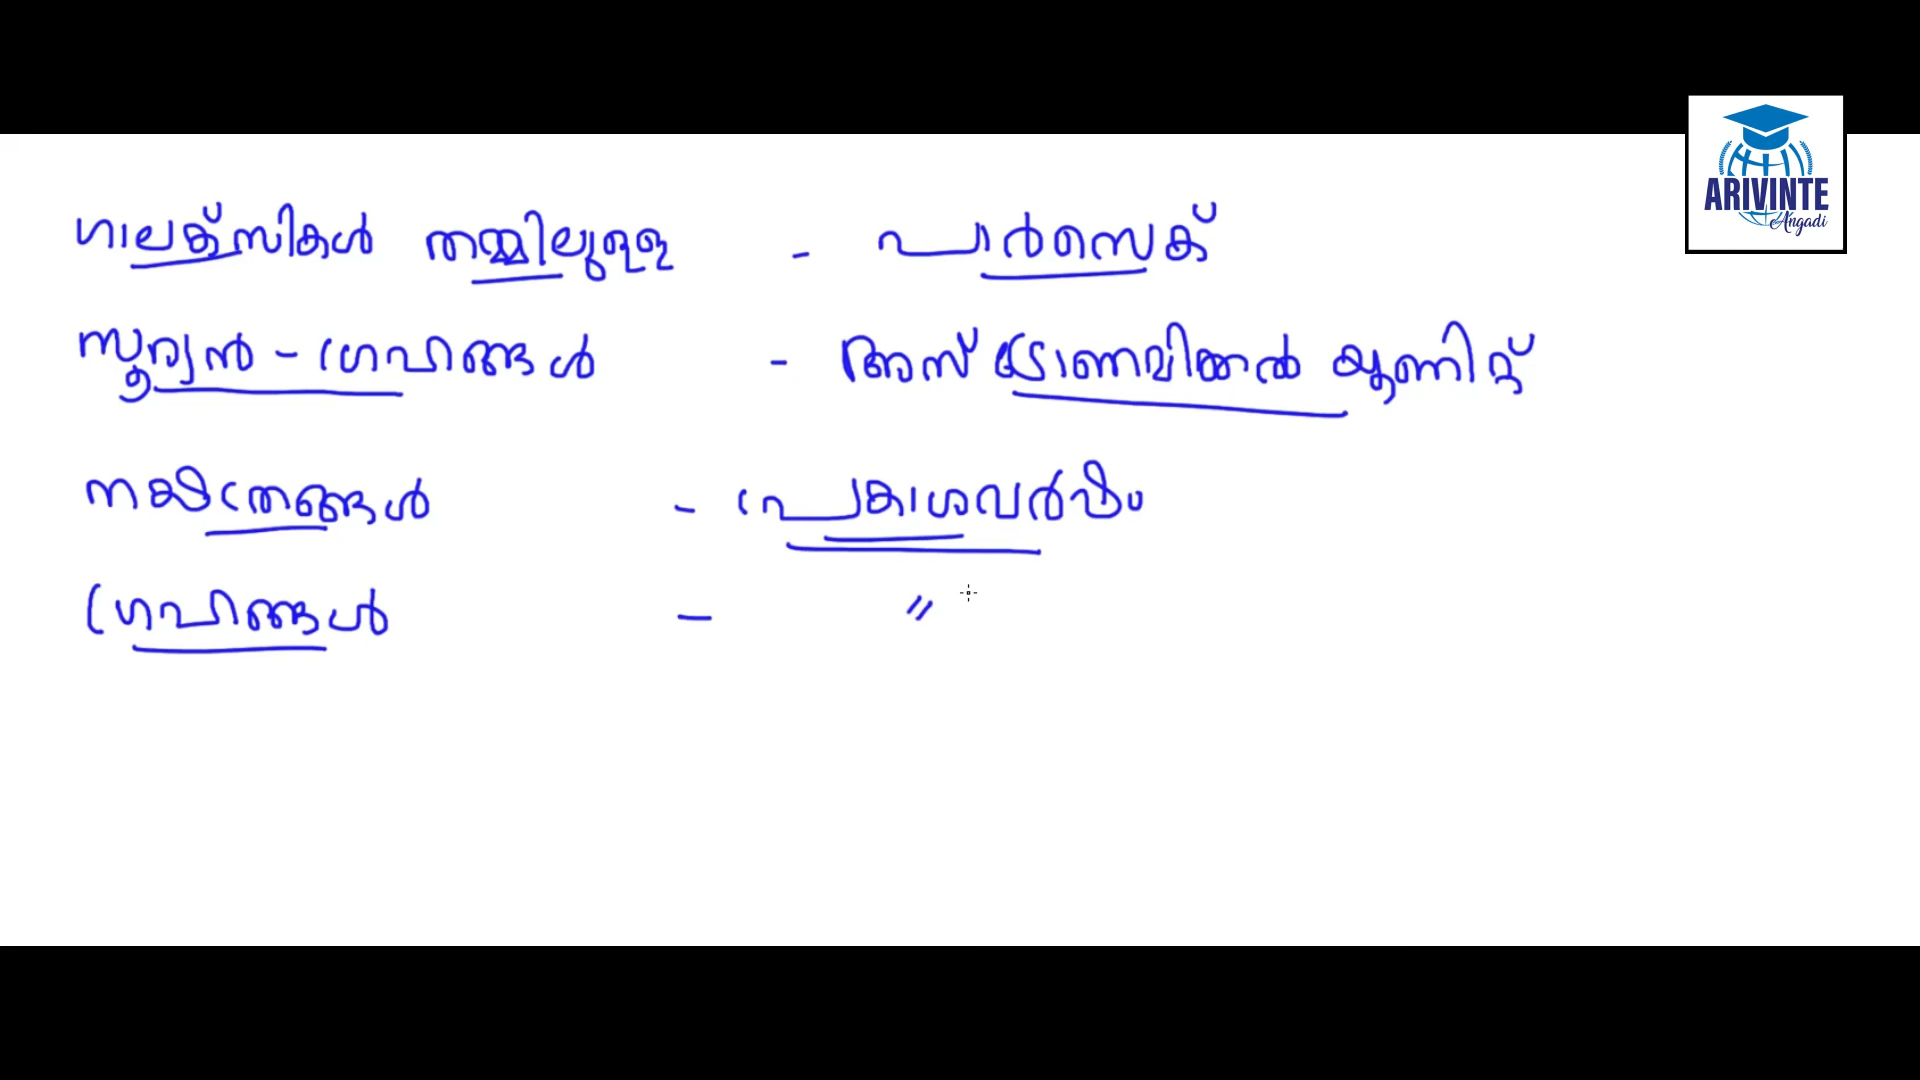 ഗാലക്സികൾ തമ്മിലുള്ള - പാർസെക്
സൂര്യൻ - ഗ്രഹങ്ങൾ - അസ്ട്രോണമിക്കൽ യൂണിറ്റ്
നക്ഷത്രങ്ങൾ - പ്രകാശവർഷം
ഗ്രഹങ്ങൾ - "
ARIVINTE
eAngadi